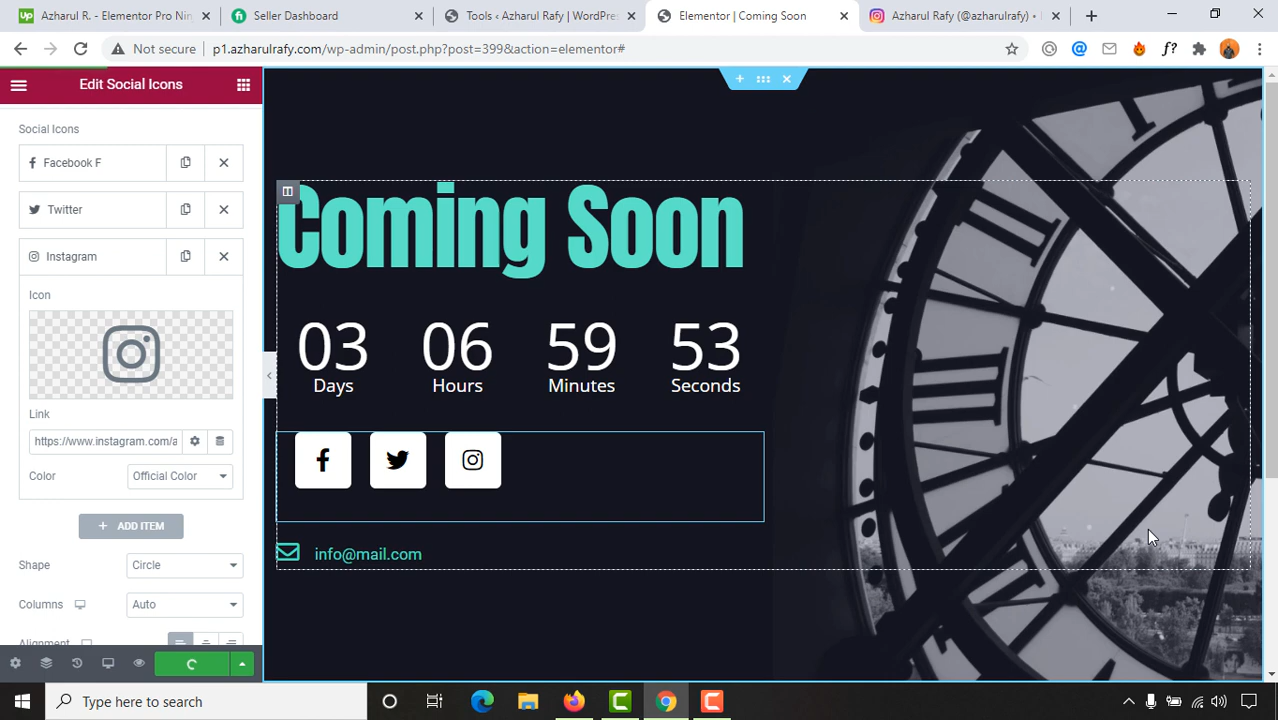 Azhul R. - Elementor Pro Nin
Seller Dashboard
Tools ‹ Azharul Rafy | WordPres
Elementor | Coming Soon
Azharul Rafy (@azharulrafy) •
Not secure
p1.azharulrafy.com/wp-admin/post.php?post=399&action=elementor#
Edit Social Icons
Social Icons
Facebook F
Twitter
Instagram
Icon
Link
https://www.instagram.com/a
Color
Official Color
ADD ITEM
Shape
Circle
Columns
Auto
Alignment
Coming Soon
03 06 59 53
Days Hours Minutes Seconds
info@mail.com
Type here to search